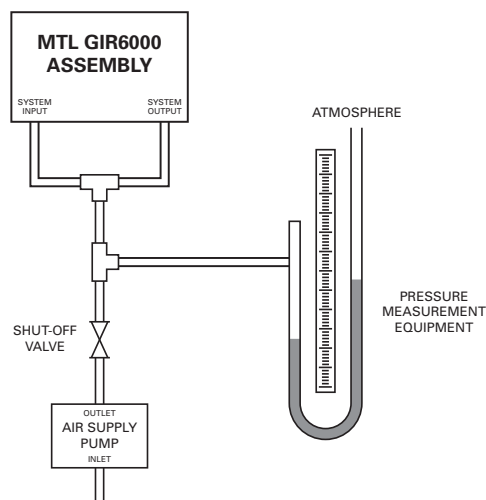 MTL GIR6000
ASSEMBLY
SYSTEM
INPUT
SYSTEM
OUTPUT
ATMOSPHERE
PRESSURE
MEASUREMENT
EQUIPMENT
SHUT-OFF
VALVE
OUTLET
AIR SUPPLY
PUMP
INLET